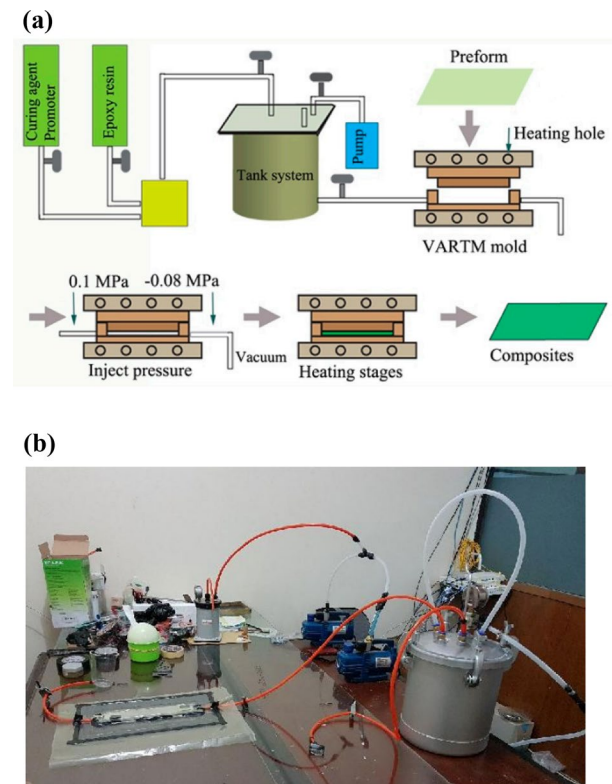 (a)
Curing agent
Promoter
Epoxy resin
Tank system
Pump
Preform
Heating hole
VARTM mold
0.1 MPa
-0.08 MPa
Inject pressure
Vacuum
Heating stages
Composites
(b)